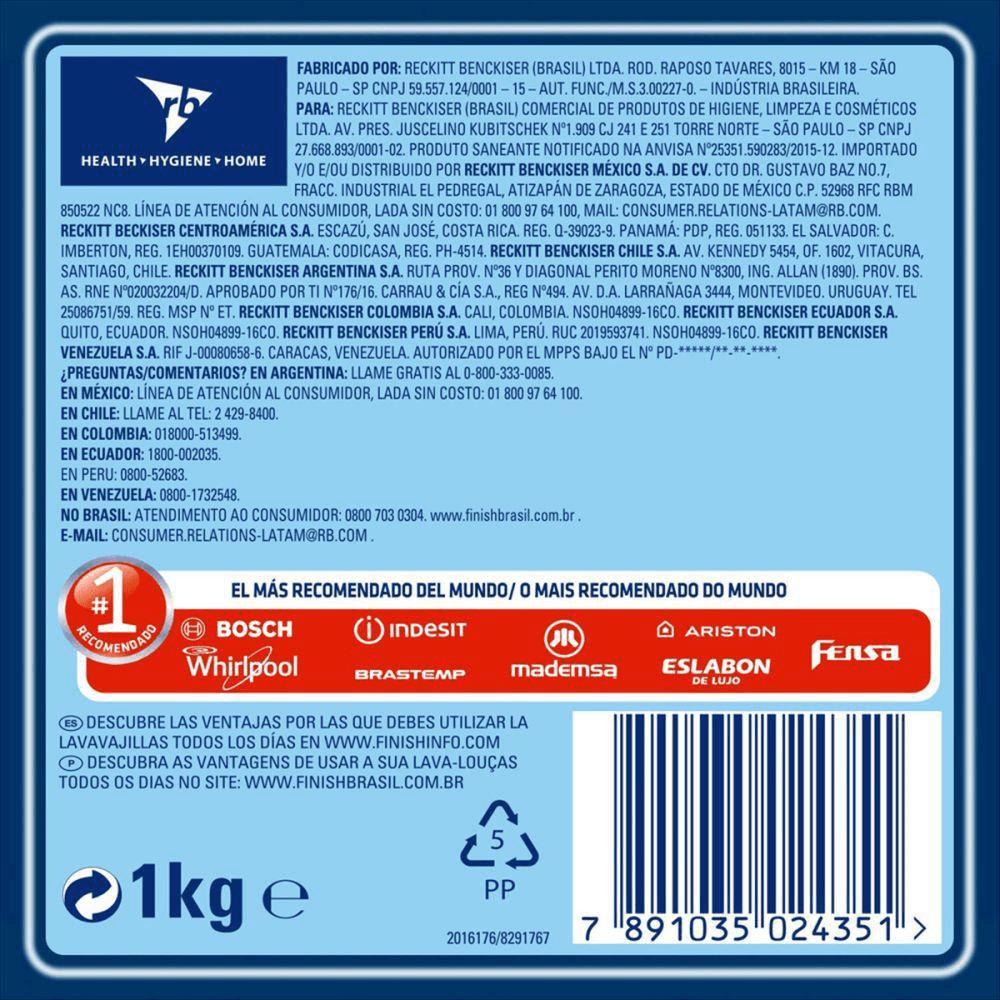 rb
HEALTH ▾ HYGIENE ▾ HOME
FABRICADO POR: RECKITT BENCKISER (BRASIL) LTDA. ROD. RAPOSO TAVARES, 8015 – KM 18 – SÃO
PAULO – SP CNPJ 59.557.124/0001 – 15 – AUT. FUNC./M.S.3.00227-0. – INDÚSTRIA BRASILEIRA.
PARA: RECKITT BENCKISER (BRASIL) COMERCIAL DE PRODUTOS DE HIGIENE, LIMPEZA E COSMÉTICOS
LTDA. AV. PRES. JUSCELINO KUBITSCHEK Nº1.909 CJ 241 E 251 TORRE NORTE – SÃO PAULO – SP CNPJ
27.668.893/0001-02. PRODUTO SANEANTE NOTIFICADO NA ANVISA Nº25351.590283/2015-12. IMPORTADO
Y/O E/OU DISTRIBUIDO POR RECKITT BENCKISER MÉXICO S.A. DE CV. CTO DR. GUSTAVO BAZ NO.7,
FRACC. INDUSTRIAL EL PEDREGAL, ATIZAPÁN DE ZARAGOZA, ESTADO DE MÉXICO C.P. 52968 RFC RBM
850522 NC8. LÍNEA DE ATENCIÓN AL CONSUMIDOR, LADA SIN COSTO: 01 800 97 64 100, MAIL: CONSUMER.RELATIONS-LATAM@RB.COM.
RECKITT BECKISER CENTROAMÉRICA S.A. ESCAZÚ, SAN JOSÉ, COSTA RICA. REG. Q-39023-9. PANAMÁ: PDP, REG. 051133. EL SALVADOR: C.
IMBERTON, REG. 1EH00370109. GUATEMALA: CODICASA, REG. PH-4514. RECKITT BENCKISER CHILE S.A. AV. KENNEDY 5454, OF. 1602, VITACURA,
SANTIAGO, CHILE. RECKITT BENCKISER ARGENTINA S.A. RUTA PROV. Nº36 Y DIAGONAL PERITO MORENO Nº8300, ING. ALLAN (1890). PROV. BS.
AS. RNE Nº020032204/D. APROBADO POR TI Nº176/16. CARRAU & CÍA S.A., REG Nº494. AV. D.A. LARRAÑAGA 3444, MONTEVIDEO. URUGUAY. TEL
25086751/59. REG. MSP Nº ET. RECKITT BENCKISER COLOMBIA S.A. CALI, COLOMBIA. NSOH04899-16CO. RECKITT BENCKISER ECUADOR S.A.
QUITO, ECUADOR. NSOH04899-16CO. RECKITT BENCKISER PERÚ S.A. LIMA, PERÚ. RUC 2019593741. NSOH04899-16CO. RECKITT BENCKISER
VENEZUELA S.A. RIF J-00080658-6. CARACAS, VENEZUELA. AUTORIZADO POR EL MPPS BAJO EL Nº PD-*****/**-**-****.
¿PREGUNTAS/COMENTARIOS? EN ARGENTINA: LLAME GRATIS AL 0-800-333-0085.
EN MÉXICO: LÍNEA DE ATENCIÓN AL CONSUMIDOR, LADA SIN COSTO: 01 800 97 64 100.
EN CHILE: LLAME AL TEL: 2 429-8400.
EN COLOMBIA: 018000-513499.
EN ECUADOR: 1800-002035.
EN PERU: 0800-52683.
EN VENEZUELA: 0800-1732548.
NO BRASIL: ATENDIMENTO AO CONSUMIDOR: 0800 703 0304. www.finishbrasil.com.br .
E-MAIL: CONSUMER.RELATIONS-LATAM@RB.COM .
#1
RECOMENDADO
EL MÁS RECOMENDADO DEL MUNDO/ O MAIS RECOMENDADO DO MUNDO
BOSCH
indesit
ARISTON
Fensa
Whirlpool
BRASTEMP
mademsa
ESLABON
DE LUJO
ES DESCUBRE LAS VENTAJAS POR LAS QUE DEBES UTILIZAR LA
LAVAVAJILLAS TODOS LOS DÍAS EN WWW.FINISHINFO.COM
P DESCUBRA AS VANTAGENS DE USAR A SUA LAVA-LOUÇAS
TODOS OS DIAS NO SITE: WWW.FINISHBRASIL.COM.BR
5
PP
1kg e
2016176/8291767
7 891035 024351 >